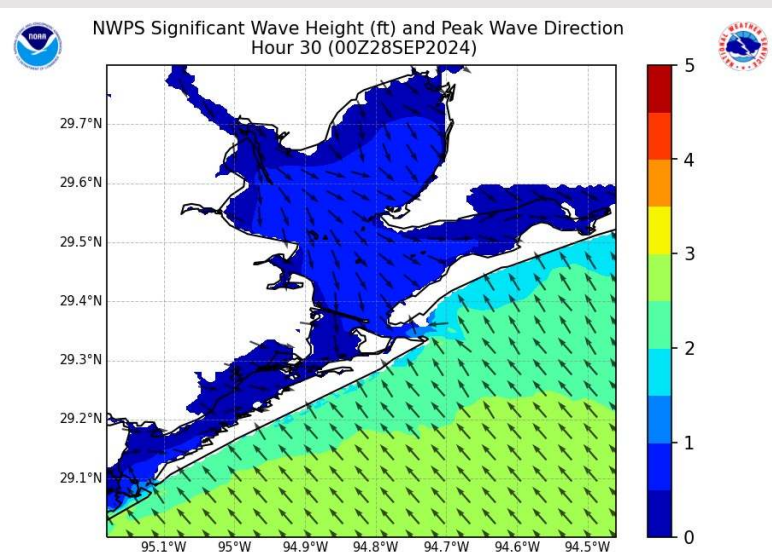 NWPS Significant Wave Height (ft) and Peak Wave Direction
Hour 30 (00Z28SEP2024)
NOAA
29.7°N
29.6°N
29.5°N
29.4°N
29.3°N
29.2°N
29.1°N
95.1°W 95°W 94.9°W 94.8°W 94.7°W 94.6°W 94.5°W
5
4
3
2
1
0